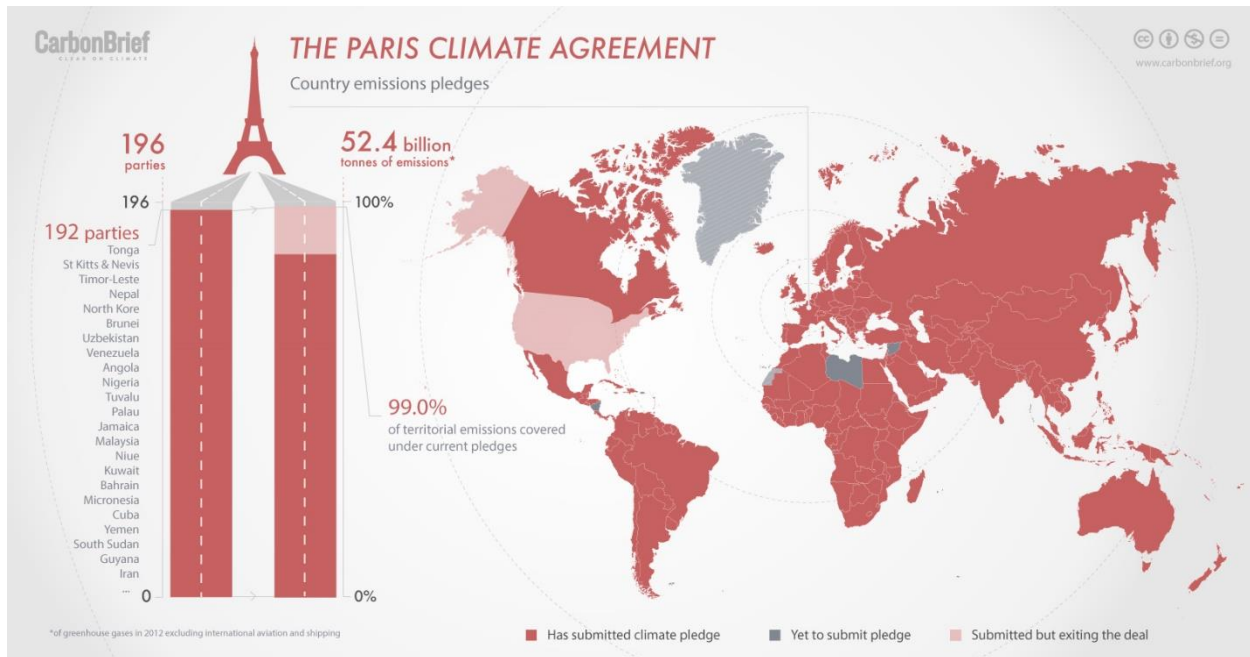 CarbonBrief
CLEAR ON CLIMATE
THE PARIS CLIMATE AGREEMENT
Country emissions pledges
www.carbonbrief.org
196
parties
52.4 billion
tonnes of emissions*
196
100%
192 parties
Tonga
St Kitts & Nevis
Timor-Leste
Nepal
North Kore
Brunei
Uzbekistan
Venezuela
Angola
Nigeria
Tuvalu
Palau
Jamaica
Malaysia
Niue
Kuwait
Bahrain
Micronesia
Cuba
Yemen
South Sudan
Guyana
Iran
...
0
0%
99.0%
of territorial emissions covered
under current pledges
*of greenhouse gases in 2012 excluding international aviation and shipping
Has submitted climate pledge
Yet to submit pledge
Submitted but exiting the deal